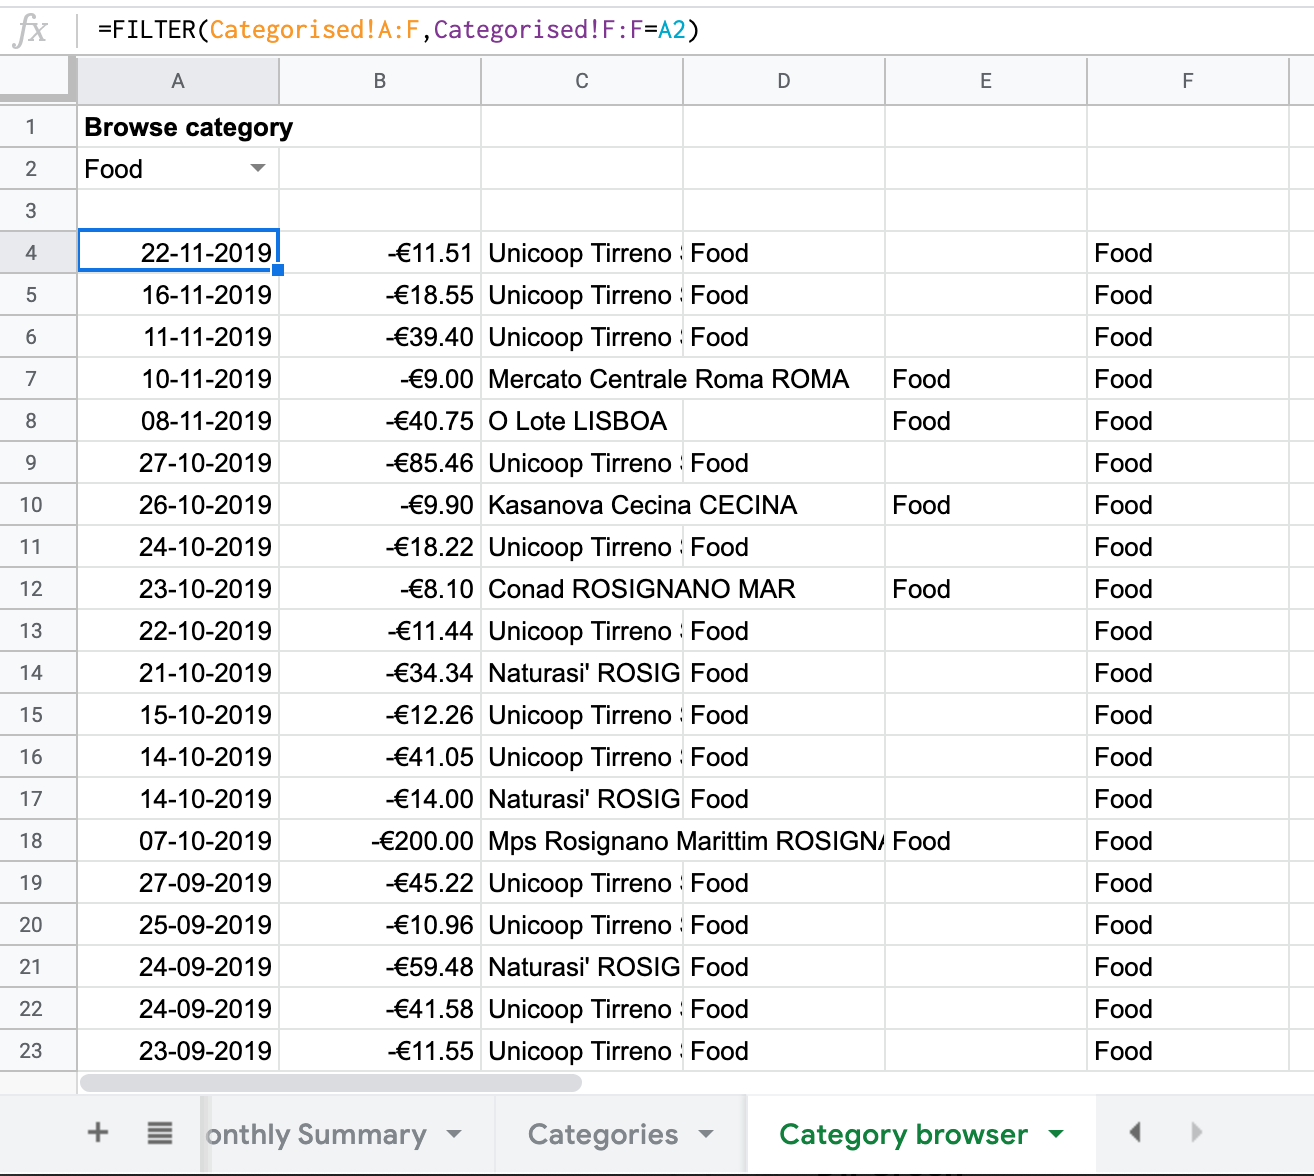 fx =FILTER(Categorised!A:F,Categorised!F:F=A2)
A B C D E F
1 Browse category
2 Food
3
4 22-11-2019 -€11.51 Unicoop Tirreno Food Food
5 16-11-2019 -€18.55 Unicoop Tirreno Food Food
6 11-11-2019 -€39.40 Unicoop Tirreno Food Food
7 10-11-2019 -€9.00 Mercato Centrale Roma ROMA Food Food
8 08-11-2019 -€40.75 O Lote LISBOA Food Food
9 27-10-2019 -€85.46 Unicoop Tirreno Food Food
10 26-10-2019 -€9.90 Kasanova Cecina CECINA Food Food
11 24-10-2019 -€18.22 Unicoop Tirreno Food Food
12 23-10-2019 -€8.10 Conad ROSIGNANO MAR Food Food
13 22-10-2019 -€11.44 Unicoop Tirreno Food Food
14 21-10-2019 -€34.34 Naturasi' ROSIG Food Food
15 15-10-2019 -€12.26 Unicoop Tirreno Food Food
16 14-10-2019 -€41.05 Unicoop Tirreno Food Food
17 14-10-2019 -€14.00 Naturasi' ROSIG Food Food
18 07-10-2019 -€200.00 Mps Rosignano Marittim ROSIGNA Food Food
19 27-09-2019 -€45.22 Unicoop Tirreno Food Food
20 25-09-2019 -€10.96 Unicoop Tirreno Food Food
21 24-09-2019 -€59.48 Naturasi' ROSIG Food Food
22 24-09-2019 -€41.58 Unicoop Tirreno Food Food
23 23-09-2019 -€11.55 Unicoop Tirreno Food Food
+ onthly Summary Categories Category browser